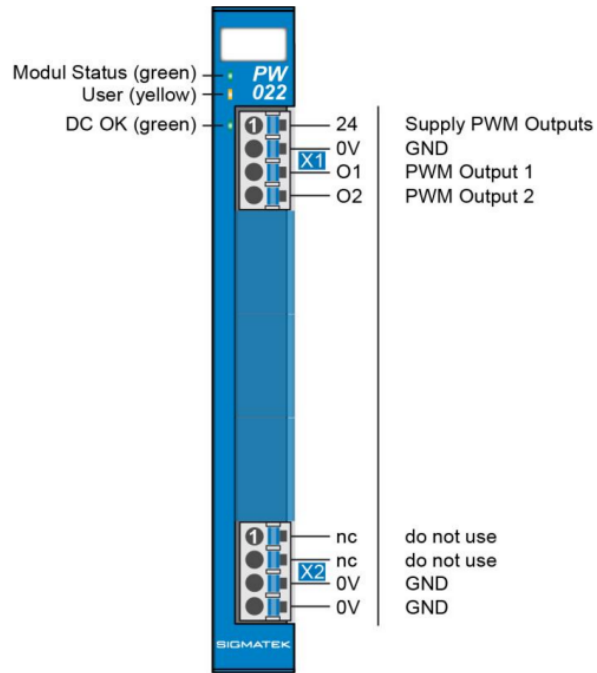 Modul Status (green)
User (yellow)
DC OK (green)
PW
022
1
X1
24 Supply PWM Outputs
0V GND
O1 PWM Output 1
O2 PWM Output 2
1
X2
nc do not use
nc do not use
0V GND
0V GND
SIGMATEK